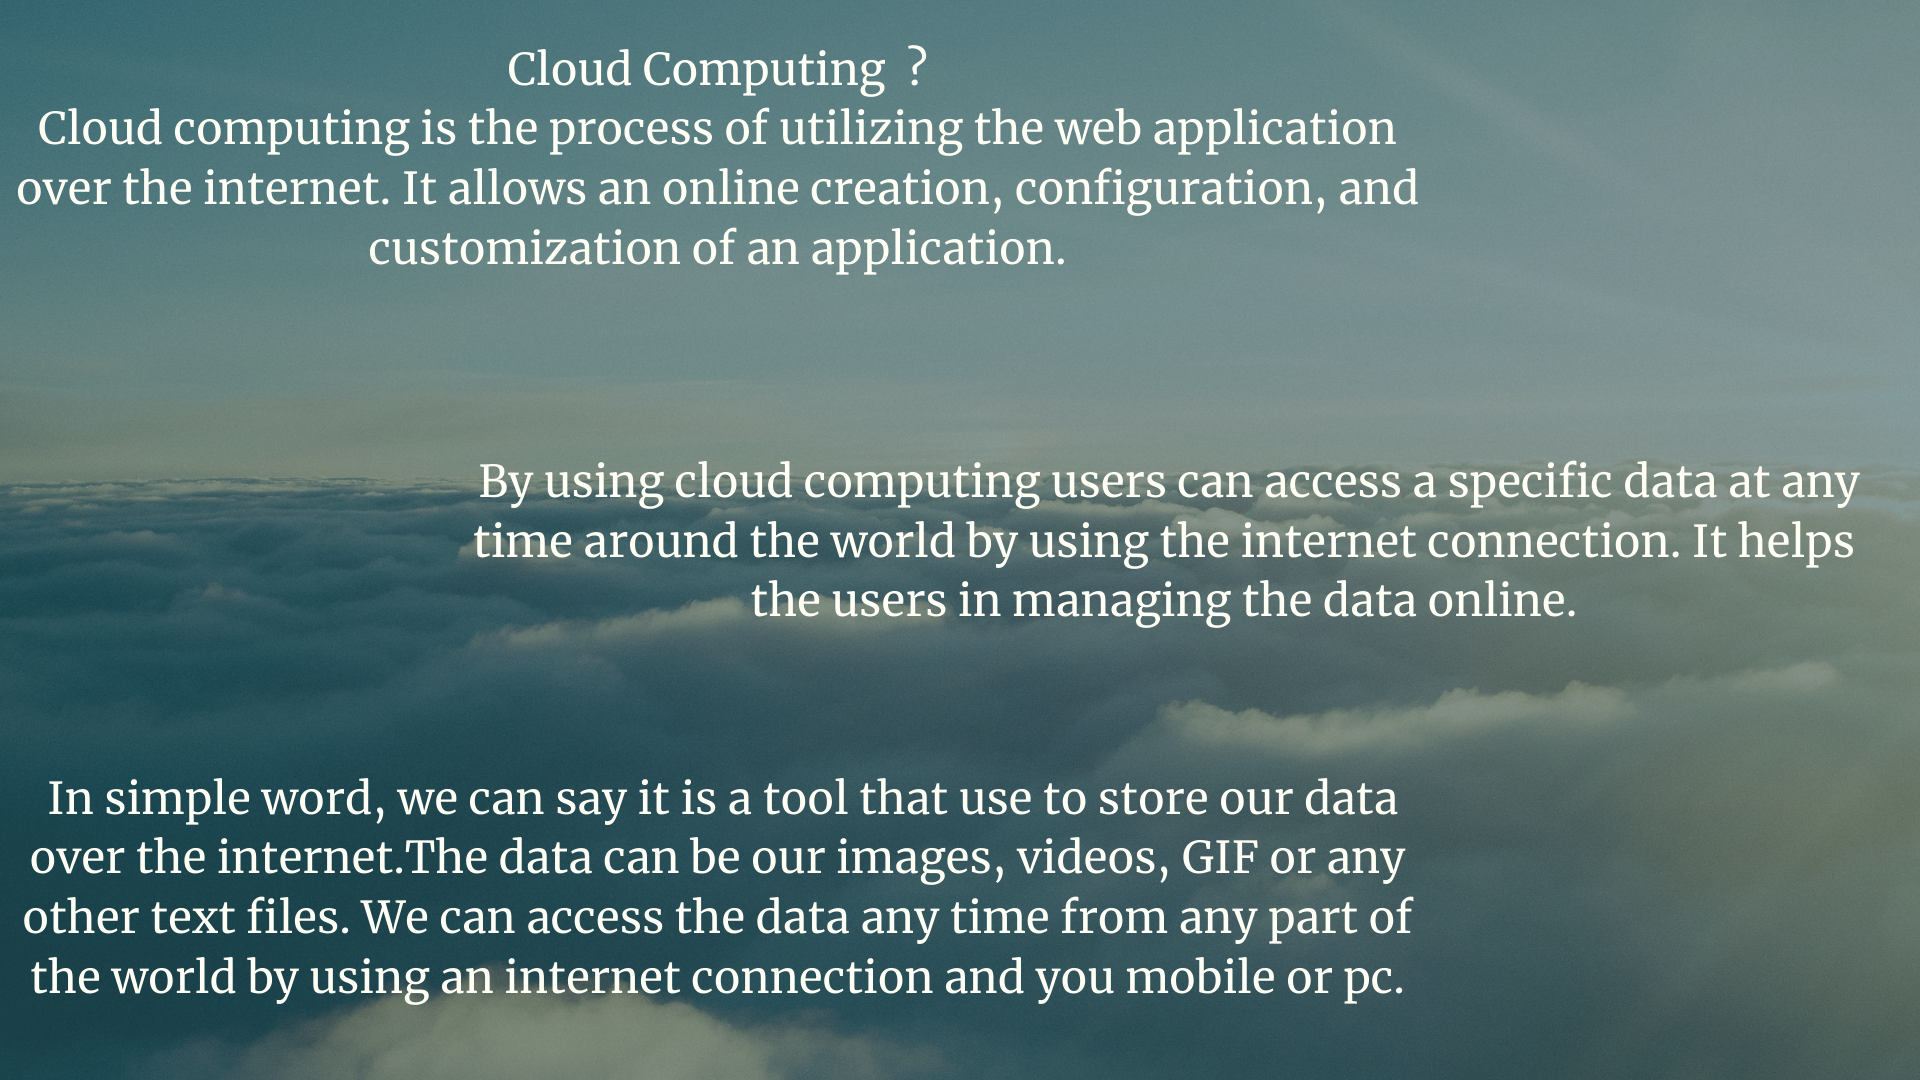 Cloud Computing ?
Cloud computing is the process of utilizing the web application
over the internet. It allows an online creation, configuration, and
customization of an application.
By using cloud computing users can access a specific data at any
time around the world by using the internet connection. It helps
the users in managing the data online.
In simple word, we can say it is a tool that use to store our data
over the internet.The data can be our images, videos, GIF or any
other text files. We can access the data any time from any part of
the world by using an internet connection and you mobile or pc.